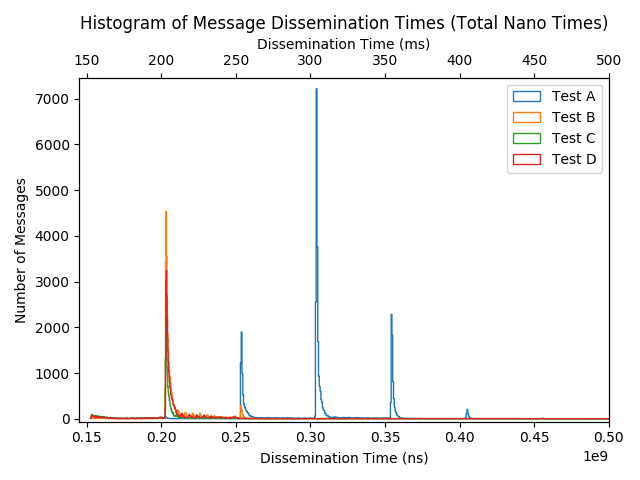 Histogram of Message Dissemination Times (Total Nano Times)
Dissemination Time (ms)
150 200 250 300 350 400 450 500
Test A
Test B
Test C
Test D
Number of Messages
7000
6000
5000
4000
3000
2000
1000
0
0.15 0.20 0.25 0.30 0.35 0.40 0.45 0.50
1e9
Dissemination Time (ns)